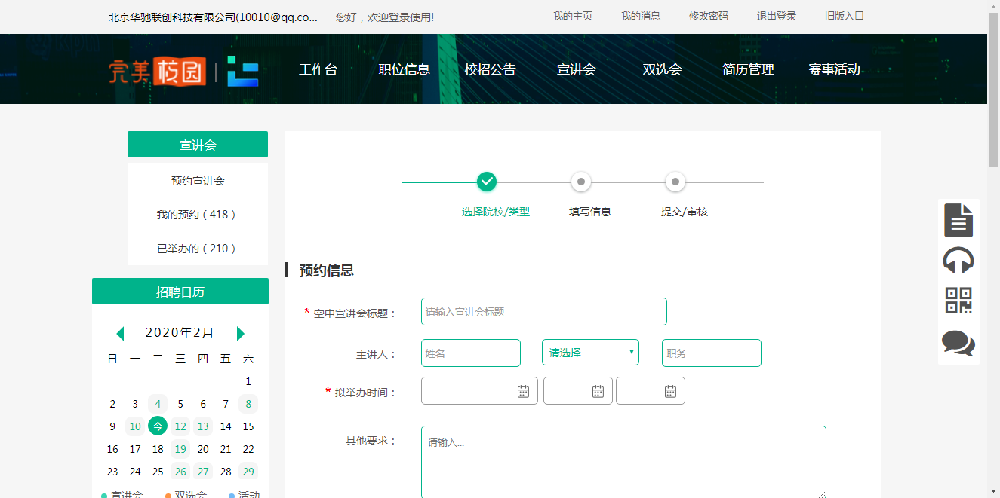 北京华驰联创科技有限公司(10010@qq.co... 您好，欢迎登录使用! 我的主页 我的消息 修改密码 退出登录 旧版入口
完美校园 工作台 职位信息 校招公告 宣讲会 双选会 简历管理 赛事活动
宣讲会
预约宣讲会
我的预约（418）
已举办的（210）
招聘日历
2020年2月
日 一 二 三 四 五 六
1
2 3 4 5 6 7 8
9 10 今 12 13 14 15
16 17 18 19 20 21 22
23 24 25 26 27 28 29
宣讲会 双选会 活动
选择院校/类型 填写信息 提交/审核
预约信息
* 空中宣讲会标题： 请输入宣讲会标题
主讲人： 姓名 请选择 职务
* 拟举办时间：
其他要求： 请输入...